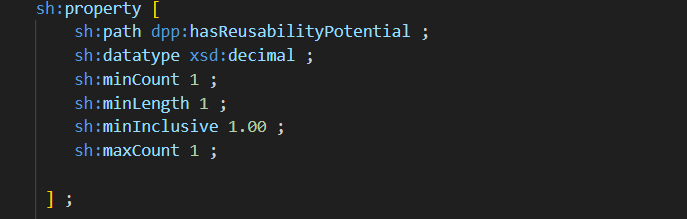 sh:property [
sh:path dpp:hasReusabilityPotential ;
sh:datatype xsd:decimal ;
sh:minCount 1 ;
sh:minLength 1 ;
sh:minInclusive 1.00 ;
sh:maxCount 1 ;
] ;